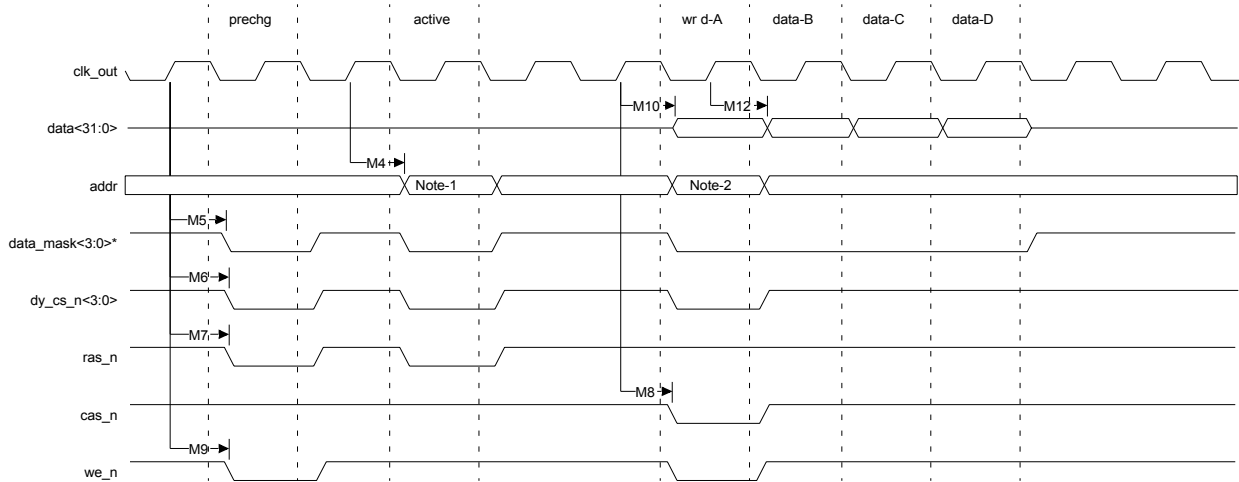 prechg active wr d-A data-B data-C data-D
clk_out
M10 M12
data<31:0>
M4
addr Note-1 Note-2
M5
data_mask<3:0>*
M6
dy_cs_n<3:0>
M7
ras_n
M8
cas_n
M9
we_n